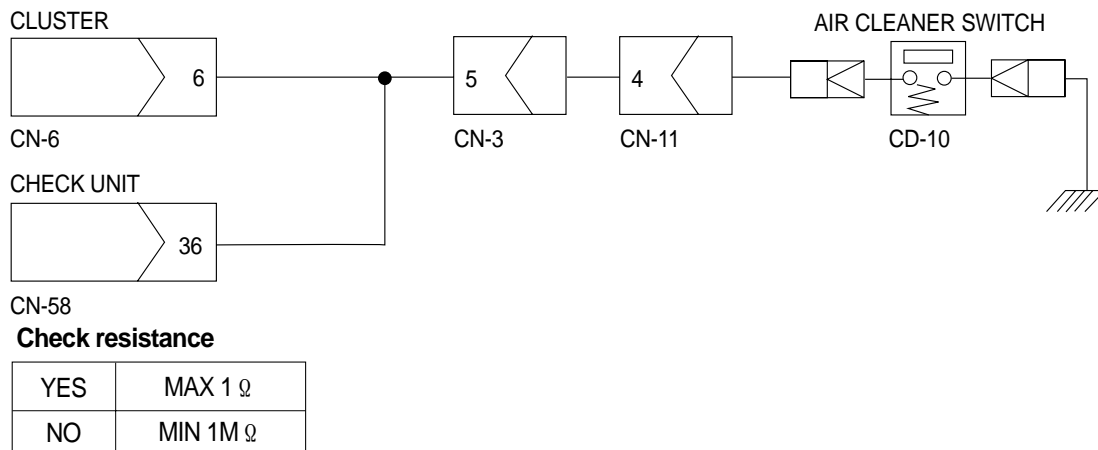 CLUSTER
AIR CLEANER SWITCH
6
5
4
CN-6
CN-3
CN-11
CD-10
CHECK UNIT
36
CN-58
Check resistance
YES MAX 1 Ω
NO MIN 1M Ω